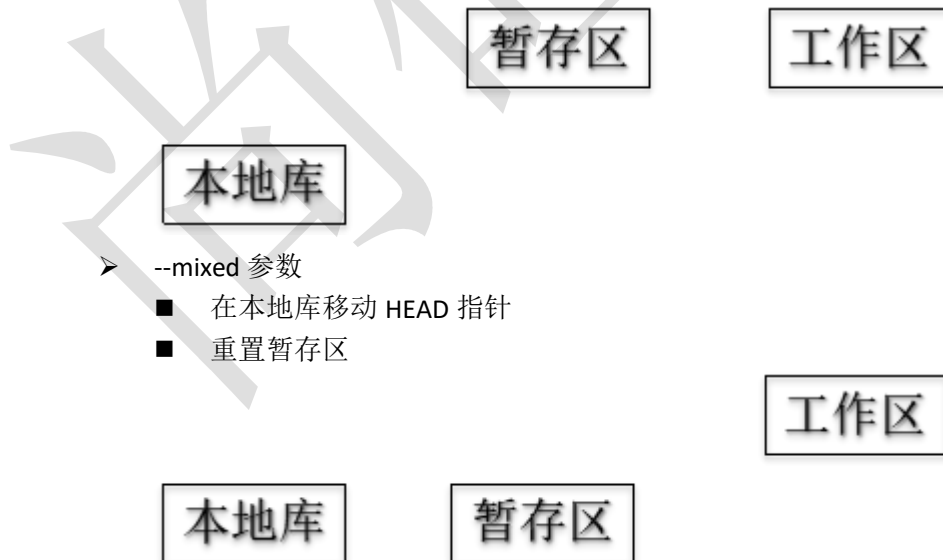 暂存区 工作区
本地库
➢ --mixed 参数
■ 在本地库移动 HEAD 指针
■ 重置暂存区
工作区
本地库 暂存区